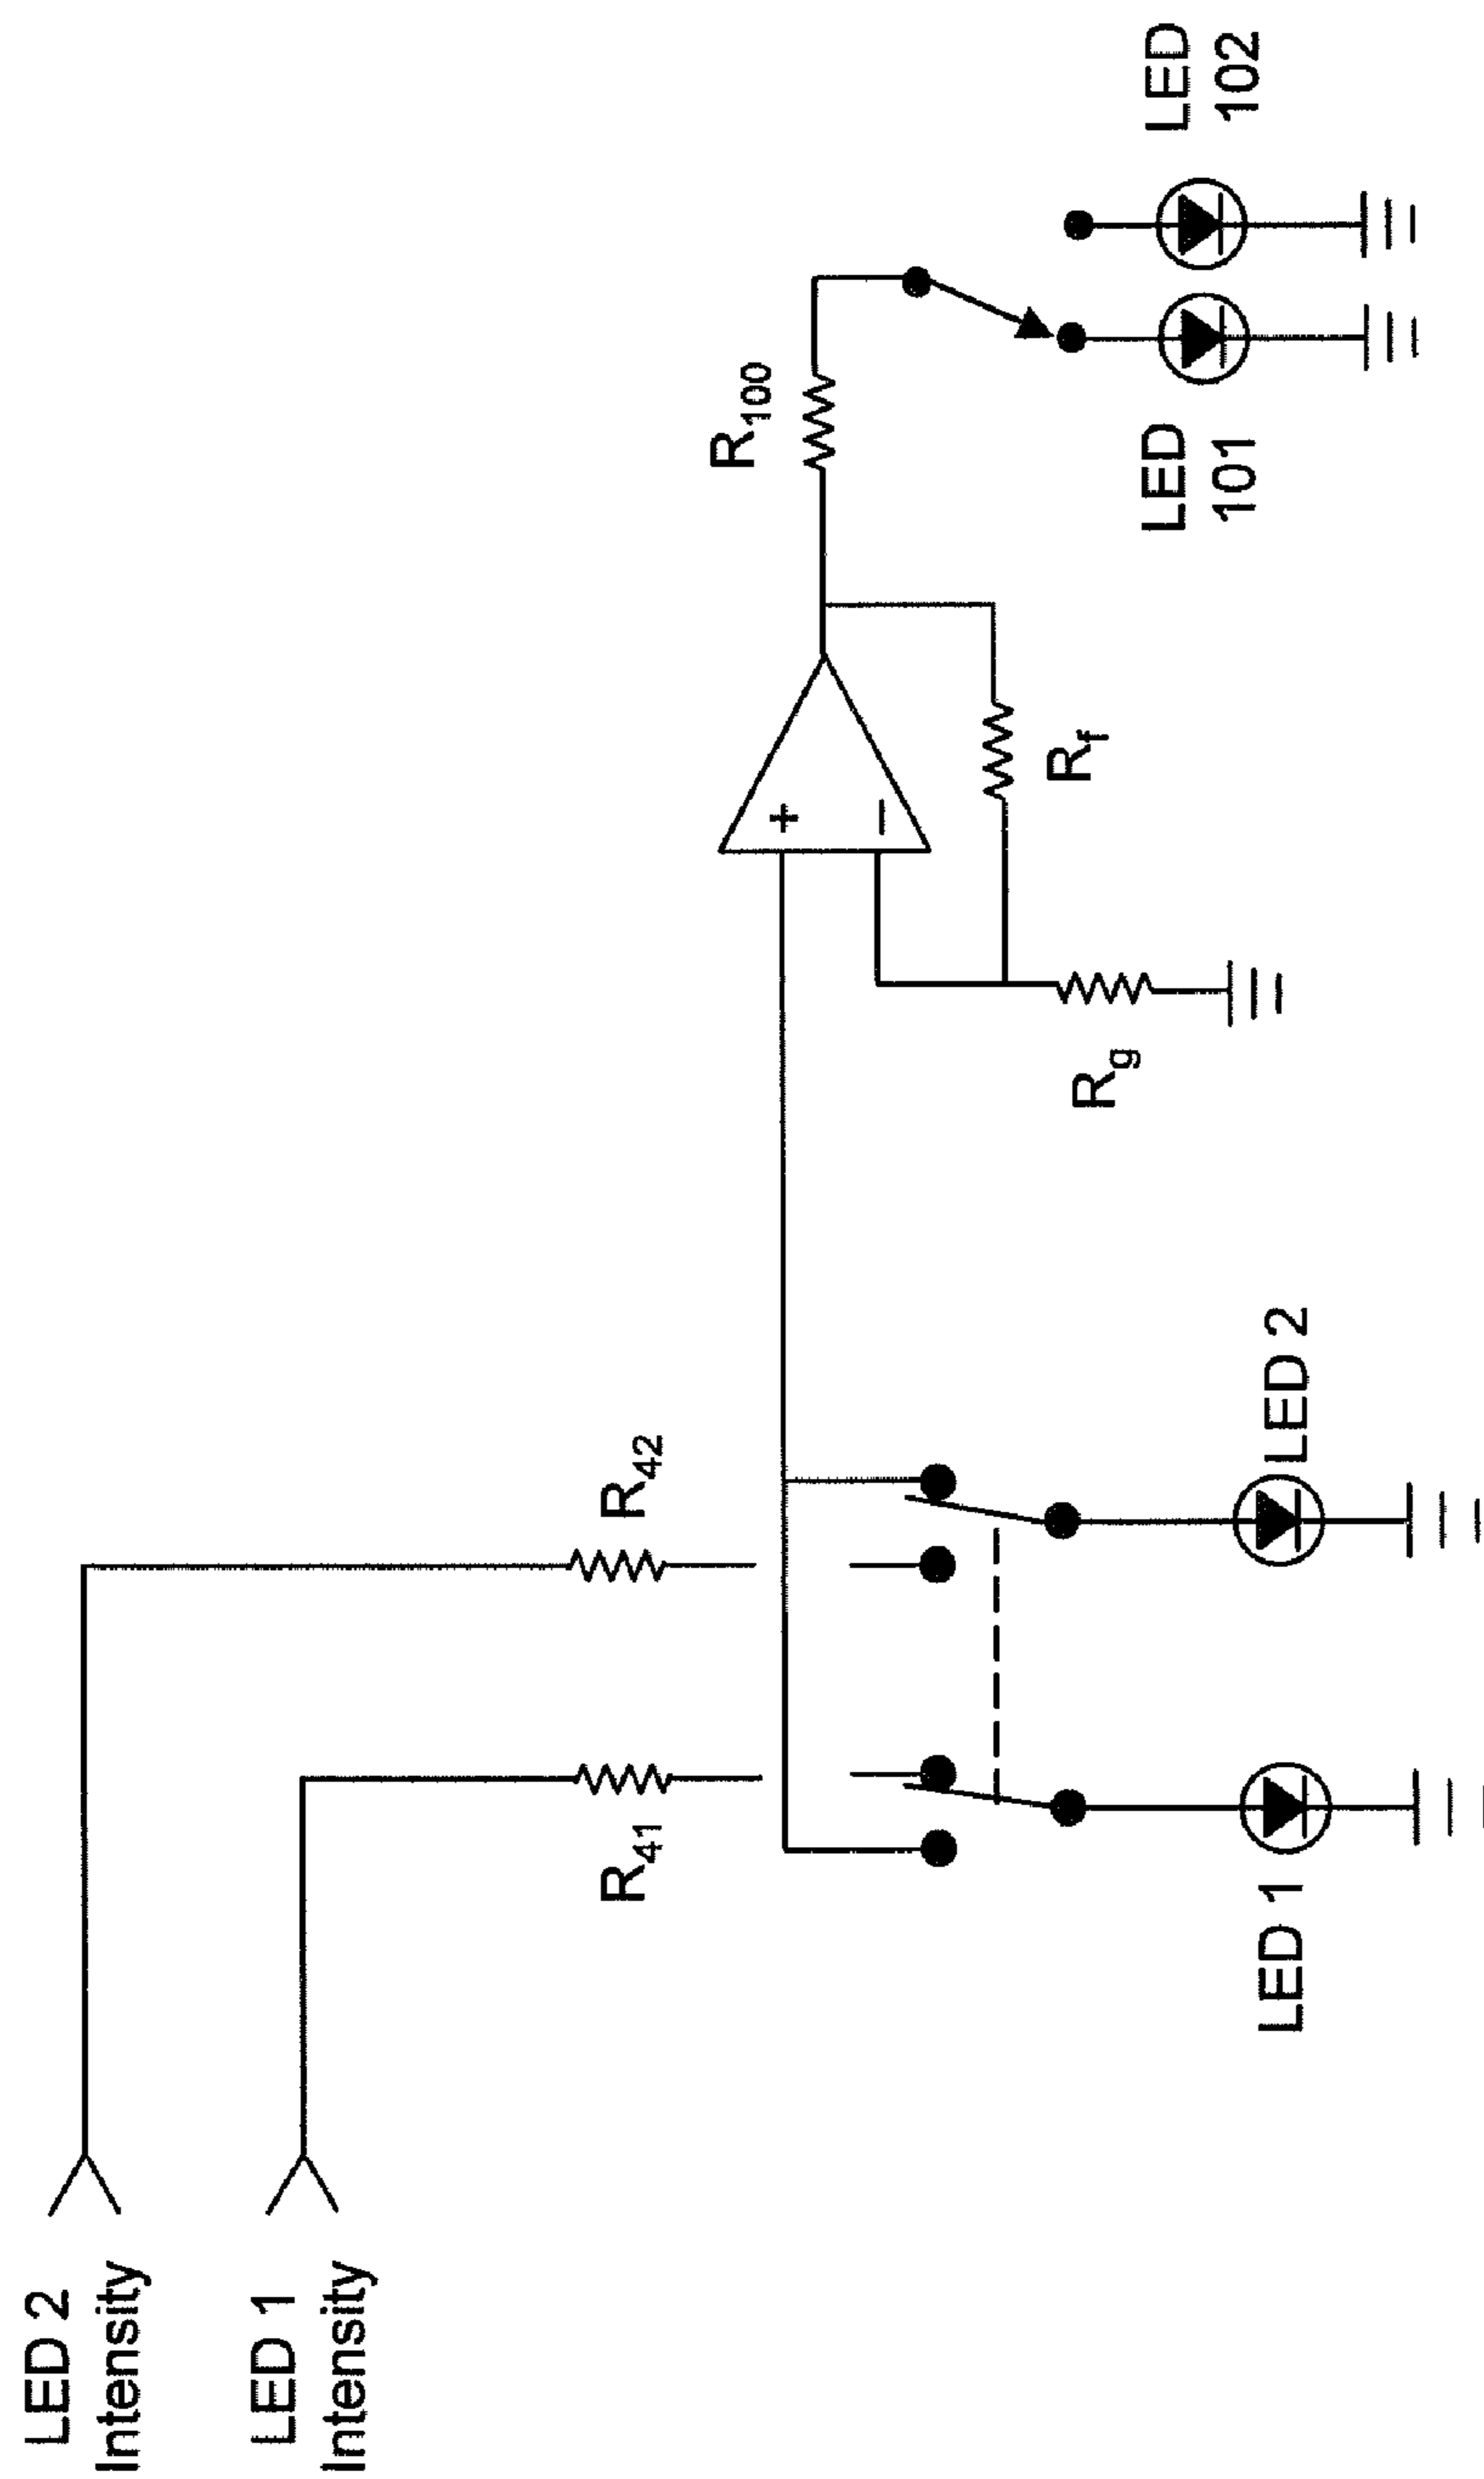 LED 2
Intensity
LED 1
Intensity
R41
R42
LED 1
LED 2
Rg
+
−
Rf
R100
LED
101
LED
102